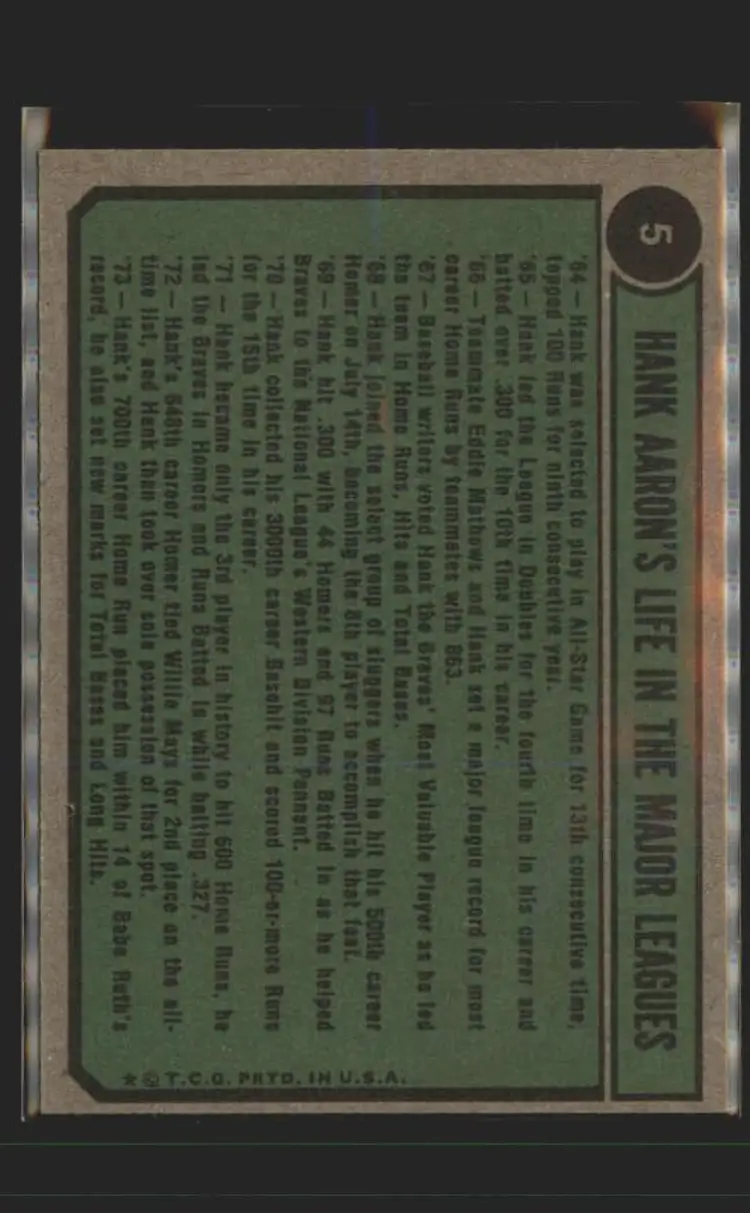 5
HANK AARON'S LIFE IN THE MAJOR LEAGUES
'64 — Hank was selected to play in All-Star Game for 13th consecutive time,
topped 100 Runs for ninth consecutive year.
'65 — Hank led the League in Doubles for the fourth time in his career and
batted over .300 for the 10th time in his career.
'66 — Teammate Eddie Mathews and Hank set a major league record for most
career Home Runs by teammates with 863.
'67 — Baseball writers voted Hank the Braves' Most Valuable Player as he led
the team in Home Runs, Hits and Total Bases.
'68 — Hank joined the select group of sluggers when he hit his 500th career
Homer on July 14th, becoming the 8th player to accomplish that feat.
'69 — Hank hit .300 with 44 Homers and 97 Runs Batted In as he helped
Braves to the National League's Western Division Pennant.
'70 — Hank collected his 3000th career Basehit and scored 100-or-more Runs
for the 15th time in his career.
'71 — Hank became only the 3rd player in history to hit 600 Home Runs, he
led the Braves in Homers and Runs Batted In while batting .327.
'72 — Hank's 648th career Homer tied Willie Mays for 2nd place on the all-
time list, and Hank then took over sole possession of that spot.
'73 — Hank's 700th career Home Run placed him within 14 of Babe Ruth's
record, he also set new marks for Total Bases and Long Hits.
★ © T.C.G. PRTD. IN U.S.A.